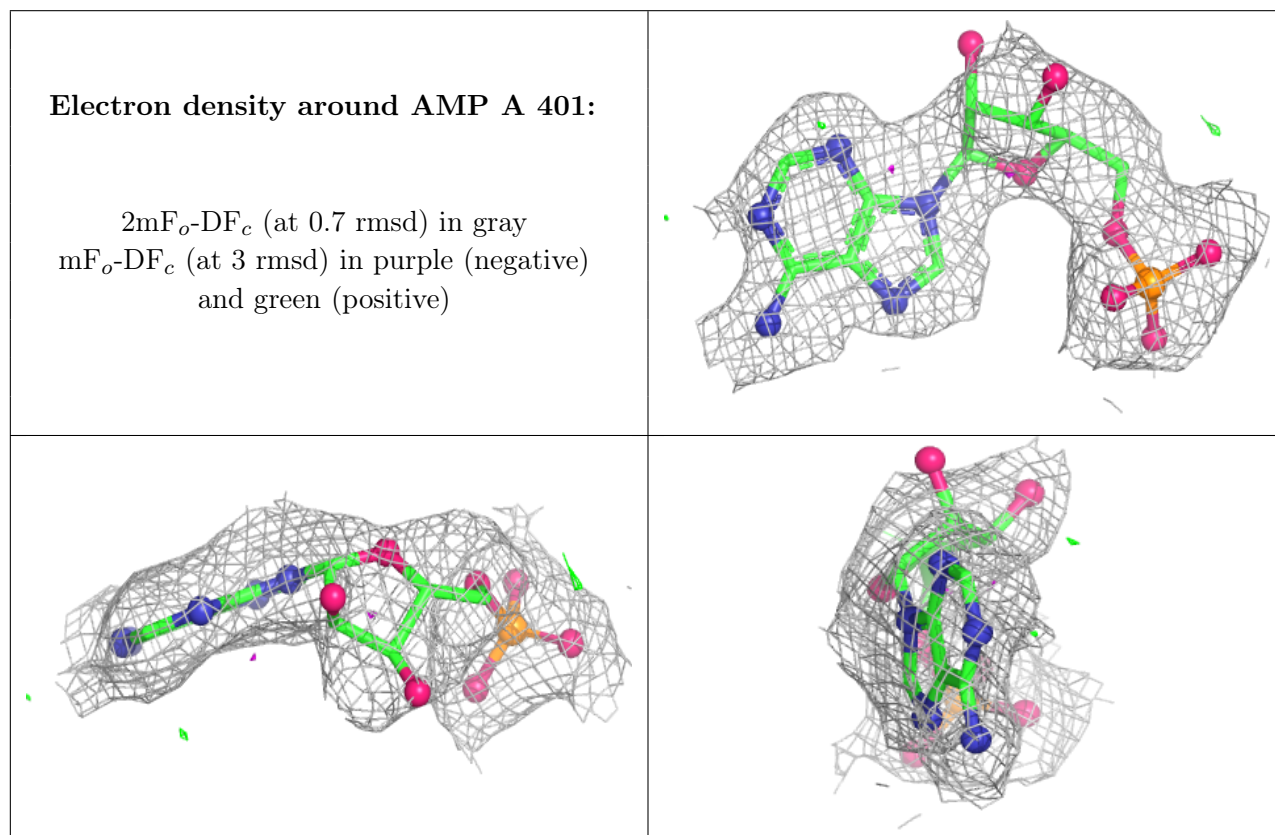 Electron density around AMP A 401:
2mFo-DFc (at 0.7 rmsd) in gray
mFo-DFc (at 3 rmsd) in purple (negative)
and green (positive)